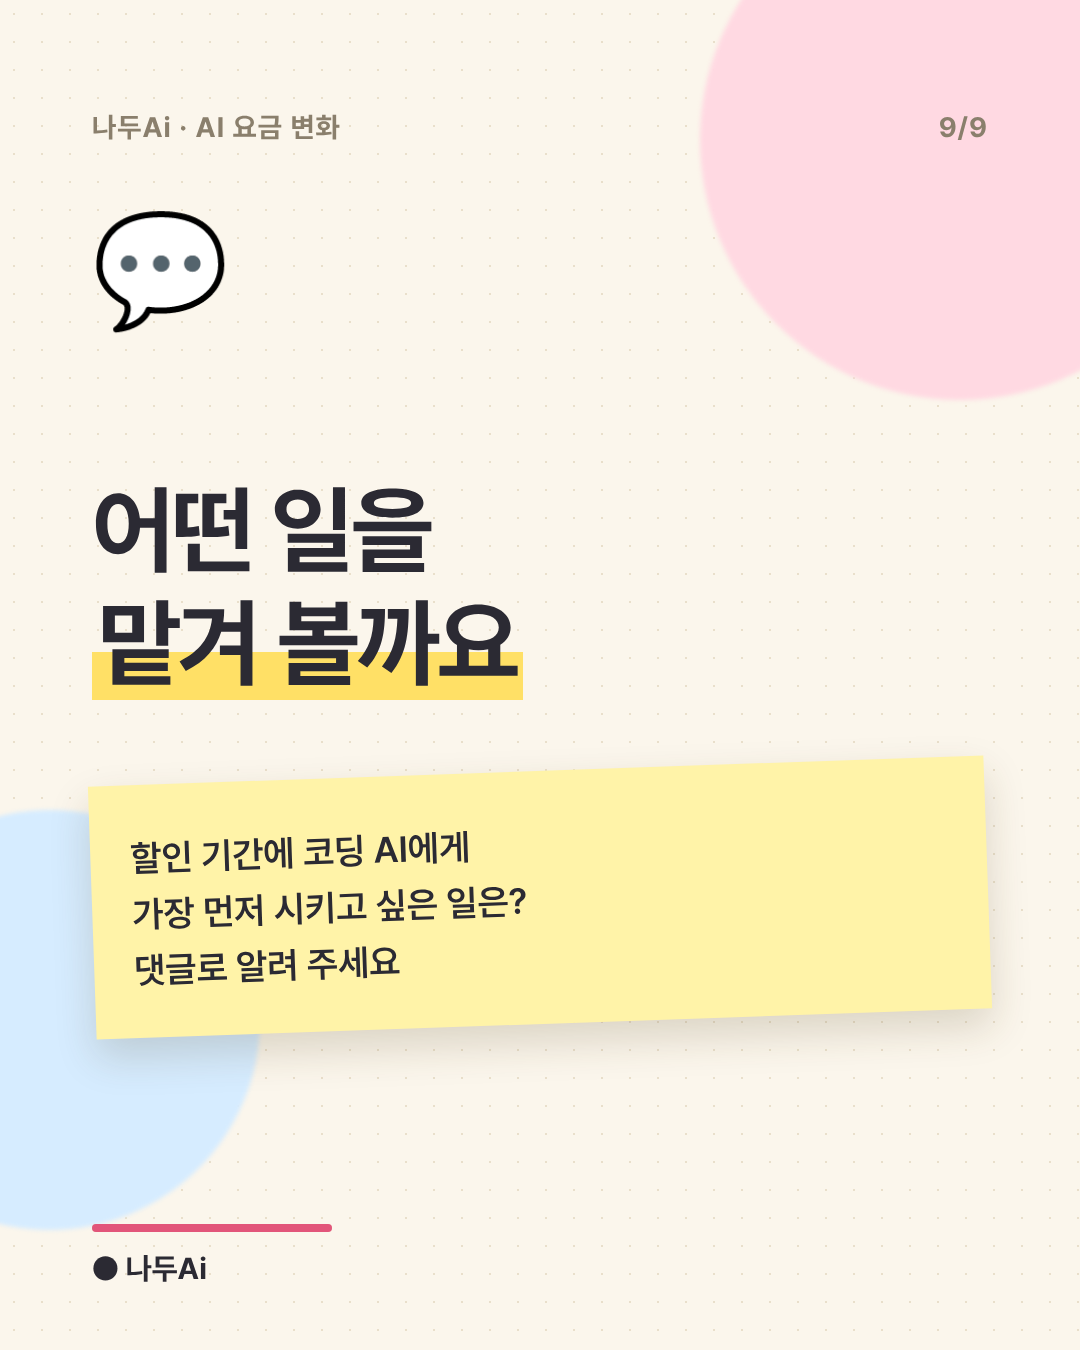 나두Ai · AI 요금 변화
9/9
어떤 일을
맡겨 볼까요
할인 기간에 코딩 AI에게
가장 먼저 시키고 싶은 일은?
댓글로 알려 주세요
나두Ai